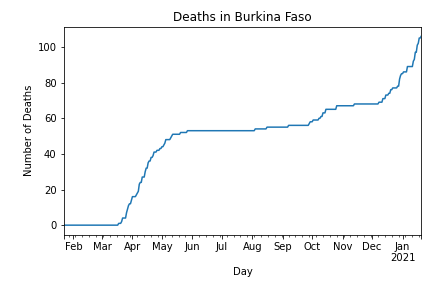 Deaths in Burkina Faso
Number of Deaths
100
80
60
40
20
0
Feb Mar Apr May Jun Jul Aug Sep Oct Nov Dec Jan
2021
Day